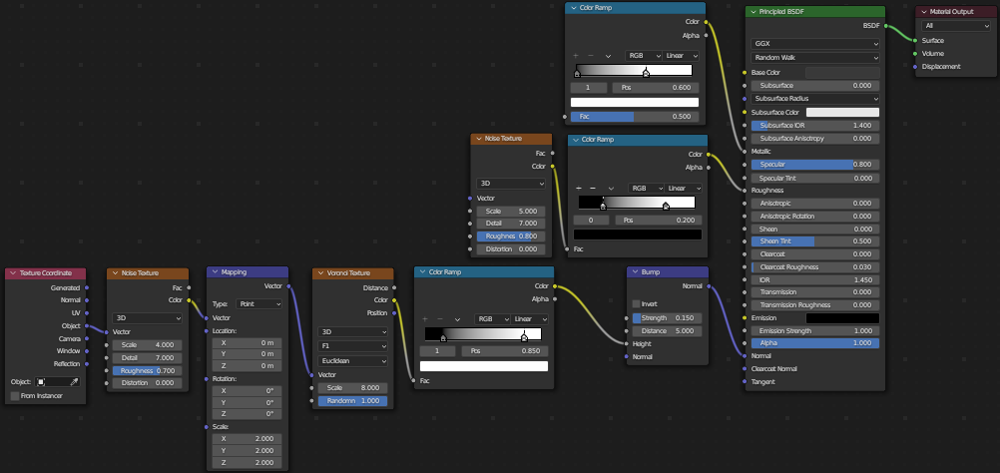 Color Ramp
Color
Alpha
RGB
Linear
1
Pos
0.600
Fac
0.500
Principled BSDF
BSDF
GGX
Random Walk
Base Color
Subsurface
0.000
Subsurface Radius
Subsurface Color
Subsurface IOR
1.400
Subsurface Anisotropy
0.000
Metallic
Specular
0.800
Specular Tint
0.000
Roughness
Anisotropic
0.000
Anisotropic Rotation
0.000
Sheen
0.000
Sheen Tint
0.500
Clearcoat
0.000
Clearcoat Roughness
0.030
IOR
1.450
Transmission
0.000
Transmission Roughness
0.000
Emission
Emission Strength
1.000
Alpha
1.000
Normal
Clearcoat Normal
Tangent
Material Output
All
Surface
Volume
Displacement
Noise Texture
Fac
Color
3D
Vector
Scale
5.000
Detail
7.000
Roughnes
0.800
Distortion
0.000
Color Ramp
Color
Alpha
RGB
Linear
0
Pos
0.200
Fac
Texture Coordinate
Generated
Normal
UV
Object
Camera
Window
Reflection
Object:
From Instancer
Noise Texture
Fac
Color
3D
Vector
Scale
4.000
Detail
7.000
Roughness
0.700
Distortion
0.000
Mapping
Vector
Type:
Point
Vector
Location:
X
0 m
Y
0 m
Z
0 m
Rotation:
X
0°
Y
0°
Z
0°
Scale:
X
2.000
Y
2.000
Z
2.000
Voronoi Texture
Distance
Color
Position
3D
F1
Euclidean
Vector
Scale
8.000
Randomn
1.000
Color Ramp
Color
Alpha
RGB
Linear
1
Pos
0.850
Fac
Bump
Normal
Invert
Strength
0.150
Distance
5.000
Height
Normal